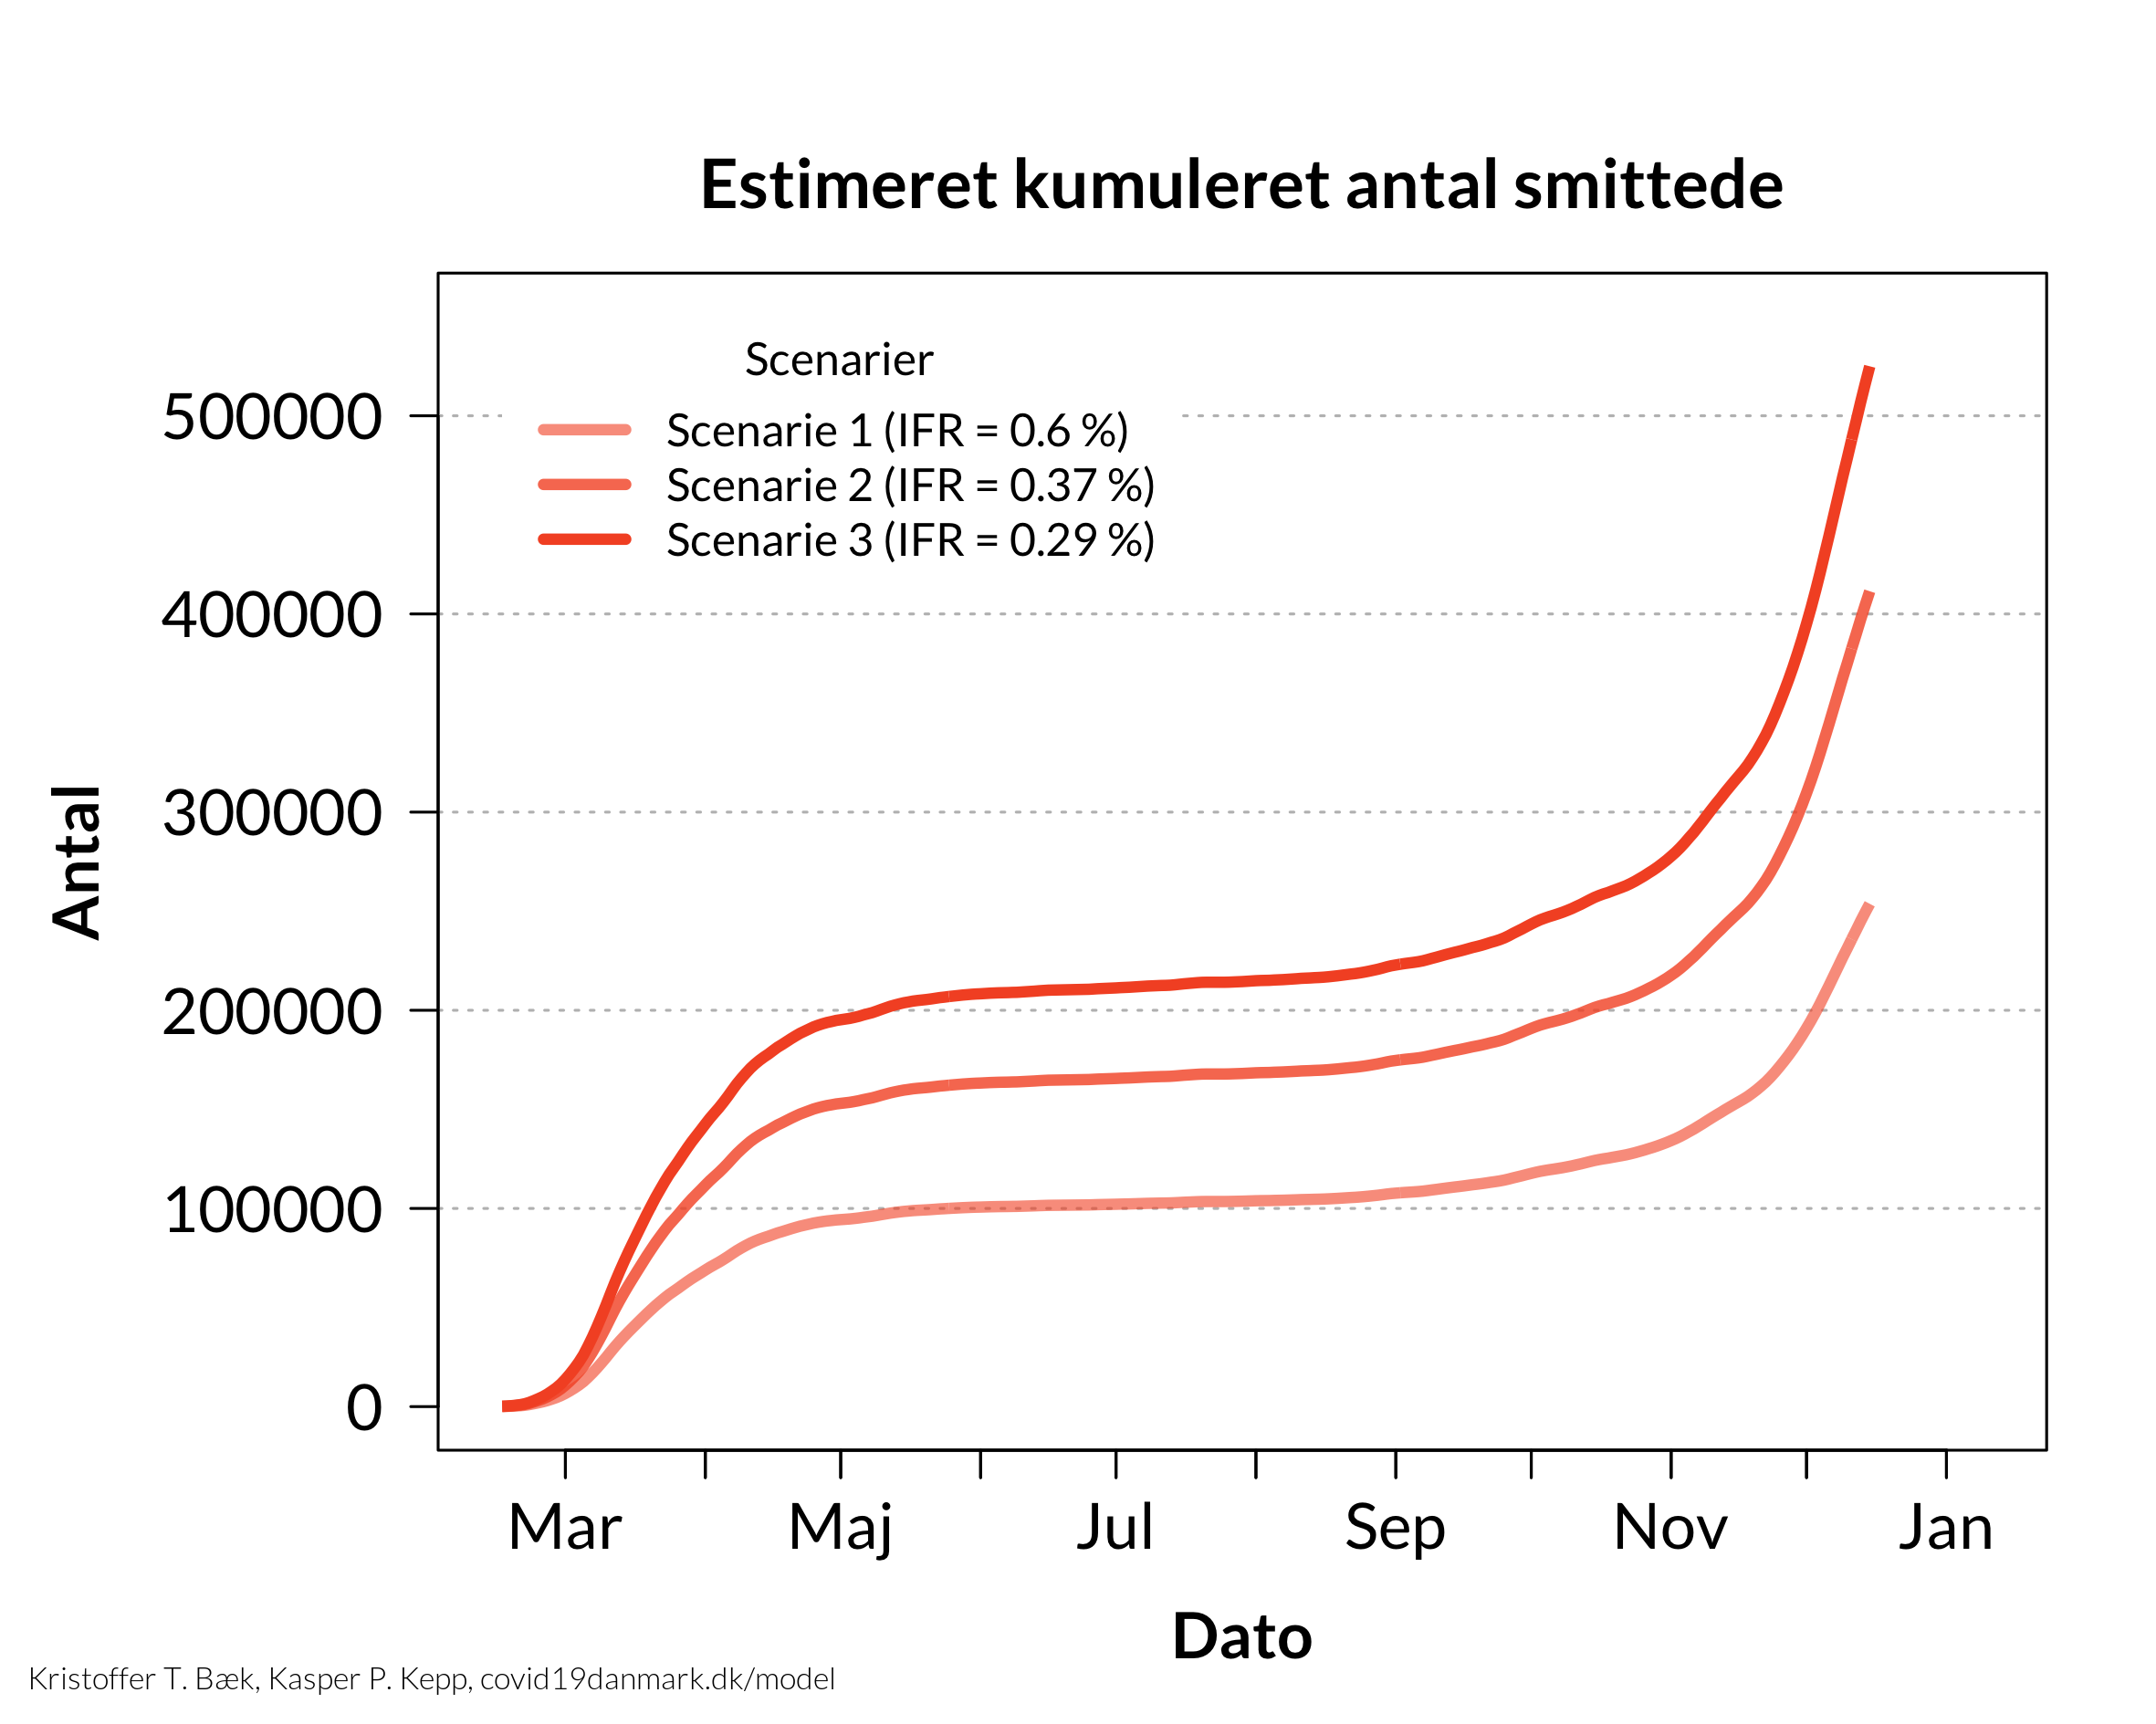 Estimeret kumuleret antal smittede
Scenarier
Scenarie 1 (IFR = 0.6 %)
Scenarie 2 (IFR = 0.37 %)
Scenarie 3 (IFR = 0.29 %)
500000
400000
300000
200000
100000
0
Antal
Mar Maj Jul Sep Nov Jan
Dato
Kristoffer T. Bæk, Kasper P. Kepp, covid19danmark.dk/model